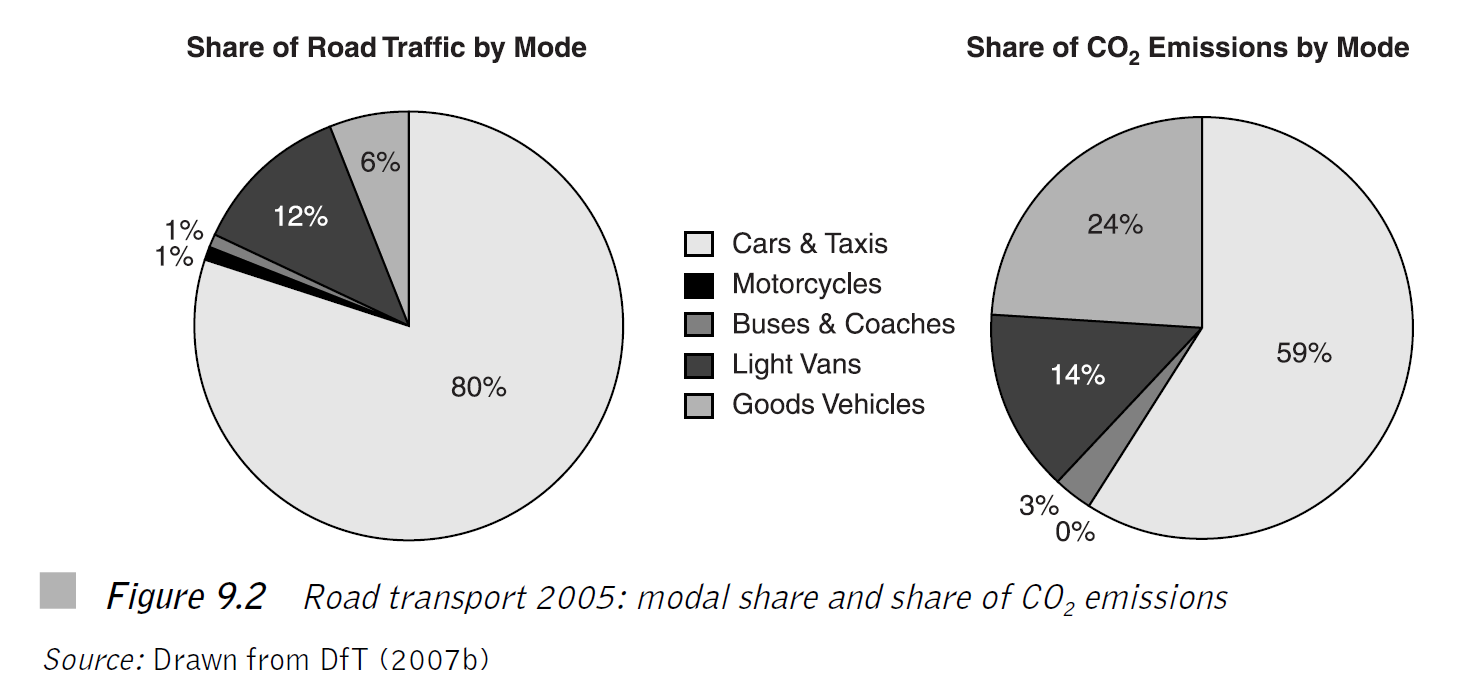 Share of Road Traffic by Mode
6%
12%
1%
1%
80%
Cars & Taxis
Motorcycles
Buses & Coaches
Light Vans
Goods Vehicles
Share of CO₂ Emissions by Mode
24%
59%
14%
3%
0%
Figure 9.2 Road transport 2005: modal share and share of CO₂ emissions
Source: Drawn from DfT (2007b)